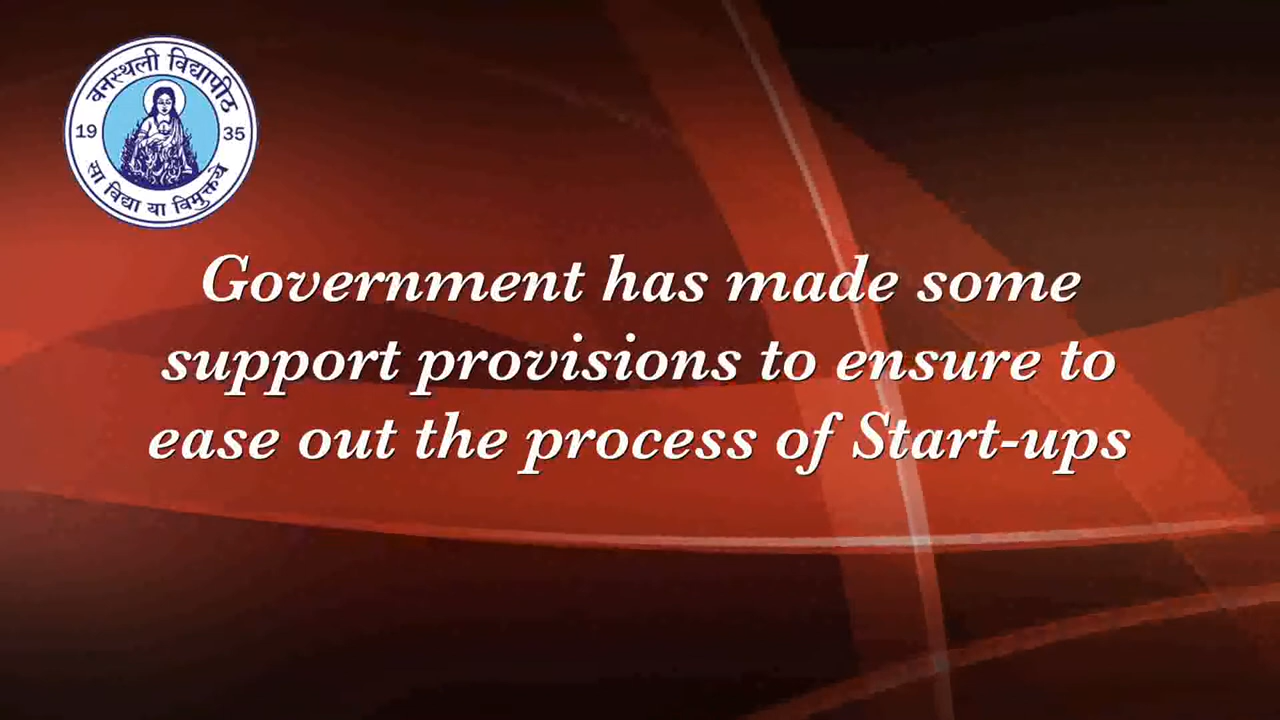 वनस्थली विद्यापीठ
19 35
सा विद्या या विमुक्तये
Government has made some
support provisions to ensure to
ease out the process of Start-ups